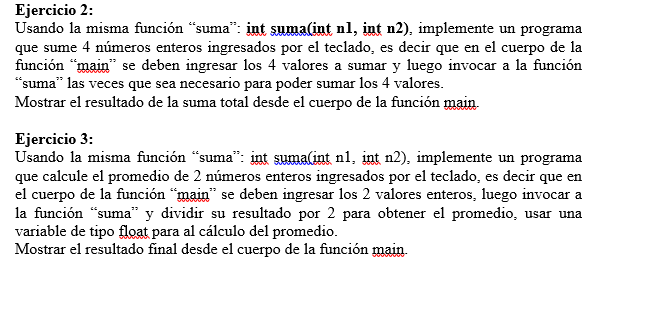 Ejercicio 2:
Usando la misma función “suma”: int suma(int n1, int n2), implemente un programa
que sume 4 números enteros ingresados por el teclado, es decir que en el cuerpo de la
función “main” se deben ingresar los 4 valores a sumar y luego invocar a la función
“suma” las veces que sea necesario para poder sumar los 4 valores.
Mostrar el resultado de la suma total desde el cuerpo de la función main.
Ejercicio 3:
Usando la misma función “suma”: int suma(int n1, int n2), implemente un programa
que calcule el promedio de 2 números enteros ingresados por el teclado, es decir que en
el cuerpo de la función “main” se deben ingresar los 2 valores enteros, luego invocar a
la función “suma” y dividir su resultado por 2 para obtener el promedio, usar una
variable de tipo float para al cálculo del promedio.
Mostrar el resultado final desde el cuerpo de la función main.